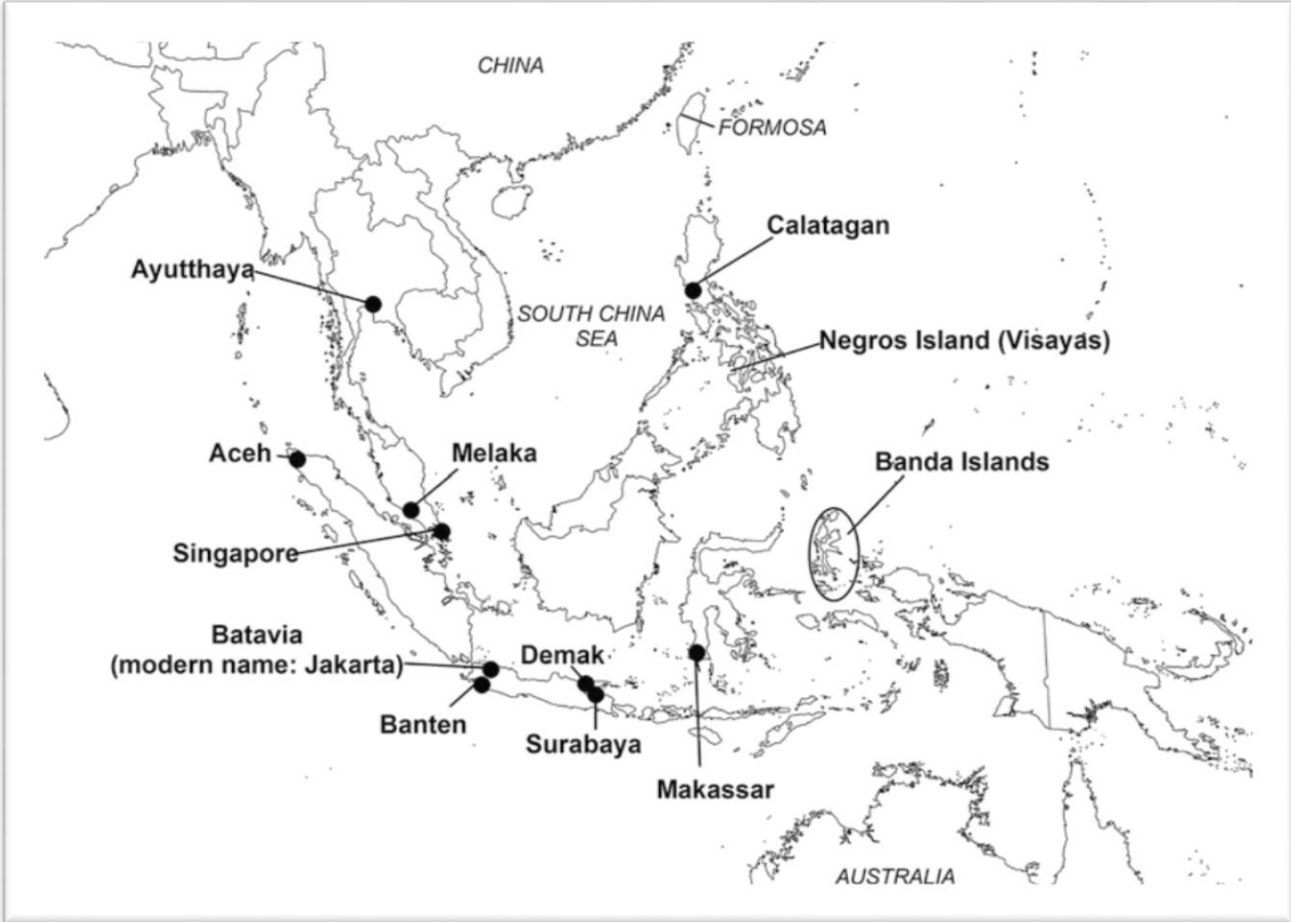 CHINA
FORMOSA
Calatagan
Ayutthaya
SOUTH CHINA
SEA
Negros Island (Visayas)
Aceh
Melaka
Banda Islands
Singapore
Batavia
(modern name: Jakarta)
Demak
Banten
Surabaya
Makassar
AUSTRALIA